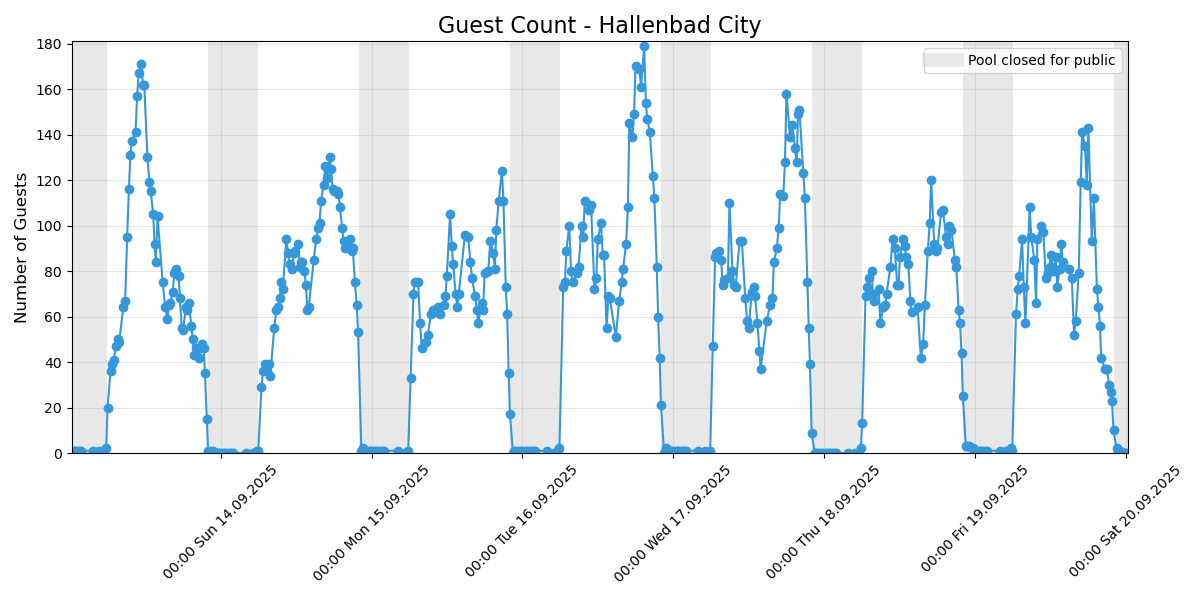 Guest Count - Hallenbad City
Pool closed for public
Number of Guests
180
160
140
120
100
80
60
40
20
0
00:00 Sun 14.09.2025
00:00 Mon 15.09.2025
00:00 Tue 16.09.2025
00:00 Wed 17.09.2025
00:00 Thu 18.09.2025
00:00 Fri 19.09.2025
00:00 Sat 20.09.2025